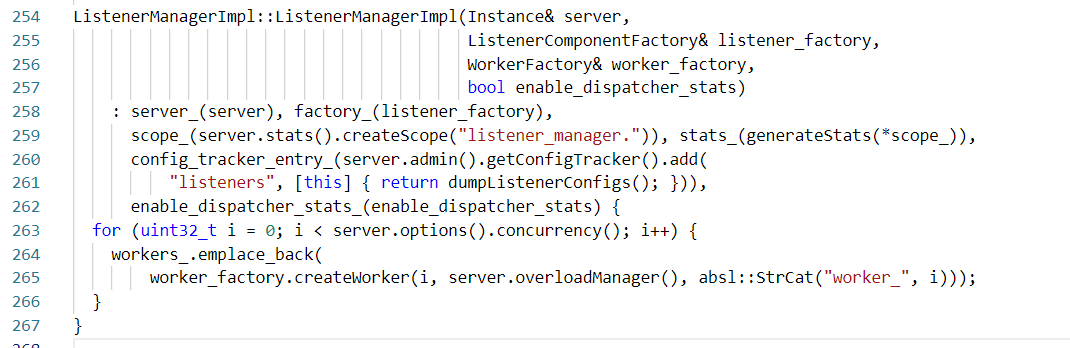 254 ListenerManagerImpl::ListenerManagerImpl(Instance& server,
255 ListenerComponentFactory& listener_factory,
256 WorkerFactory& worker_factory,
257 bool enable_dispatcher_stats)
258 : server_(server), factory_(listener_factory),
259 scope_(server.stats().createScope("listener_manager.")), stats_(generateStats(*scope_)),
260 config_tracker_entry_(server.admin().getConfigTracker().add(
261 "listeners", [this] { return dumpListenerConfigs(); })),
262 enable_dispatcher_stats_(enable_dispatcher_stats) {
263 for (uint32_t i = 0; i < server.options().concurrency(); i++) {
264 workers_.emplace_back(
265 worker_factory.createWorker(i, server.overloadManager(), absl::StrCat("worker_", i)));
266 }
267 }